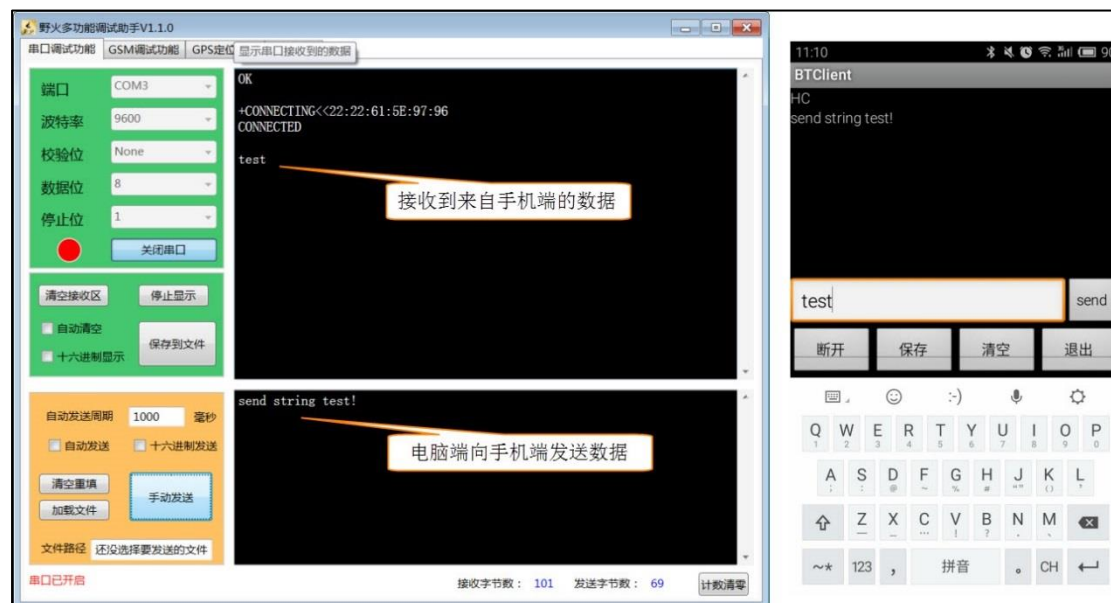 野火多功能调试助手V1.1.0
串口调试功能 GSM调试功能 GPS定位
显示串口接收到的数据
端口 COM3
波特率 9600
校验位 None
数据位 8
停止位 1
关闭串口
清空接收区 停止显示
自动清空
十六进制显示
保存到文件
OK
+CONNECTING<<22:22:61:5E:97:96
CONNECTED
test
接收到来自手机端的数据
自动发送周期 1000 毫秒
自动发送 十六进制发送
清空重填
加载文件
手动发送
文件路径 还没选择要发送的文件
send string test!
电脑端向手机端发送数据
串口已开启
接收字节数： 101 发送字节数： 69 计数清零
11:10 90
BTClient
HC
send string test!
test send
断开 保存 清空 退出
:-)
Q W E R T Y U I O P
1 2 3 4 5 6 7 8 9 0
A S D F G H J K L
Z X C V B N M
~* 123 , 拼音 。 CH